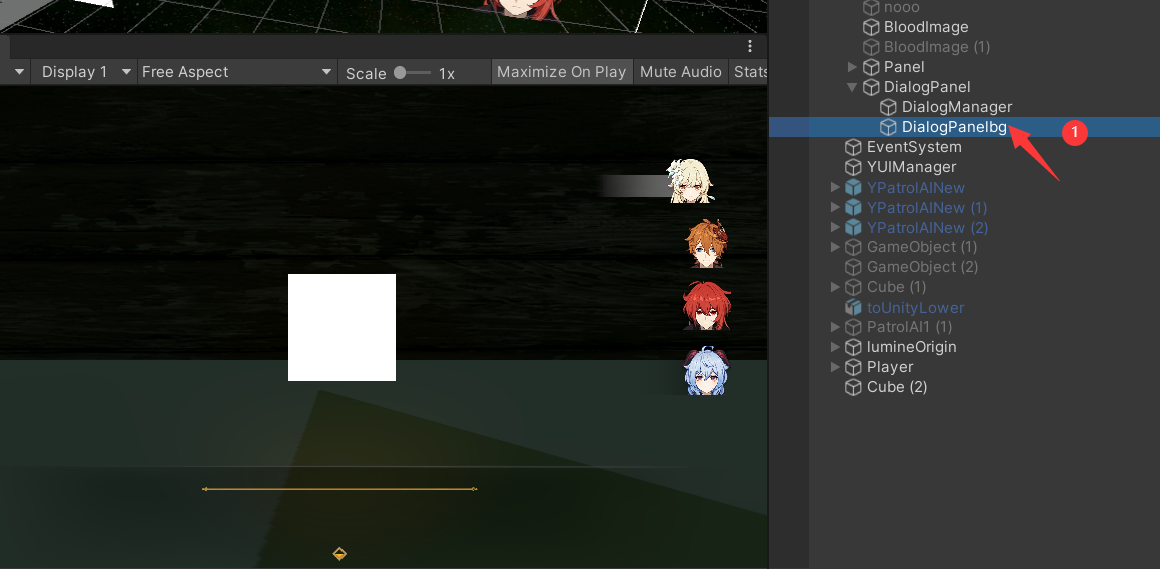 nooo
BloodImage
BloodImage (1)
Panel
DialogPanel
DialogManager
DialogPanelbg
1
EventSystem
YUIManager
YPatrolAINew
YPatrolAINew (1)
YPatrolAINew (2)
GameObject (1)
GameObject (2)
Cube (1)
toUnityLower
PatrolAI1 (1)
lumineOrigin
Player
Cube (2)
Display 1 Free Aspect Scale 1x Maximize On Play Mute Audio Stats